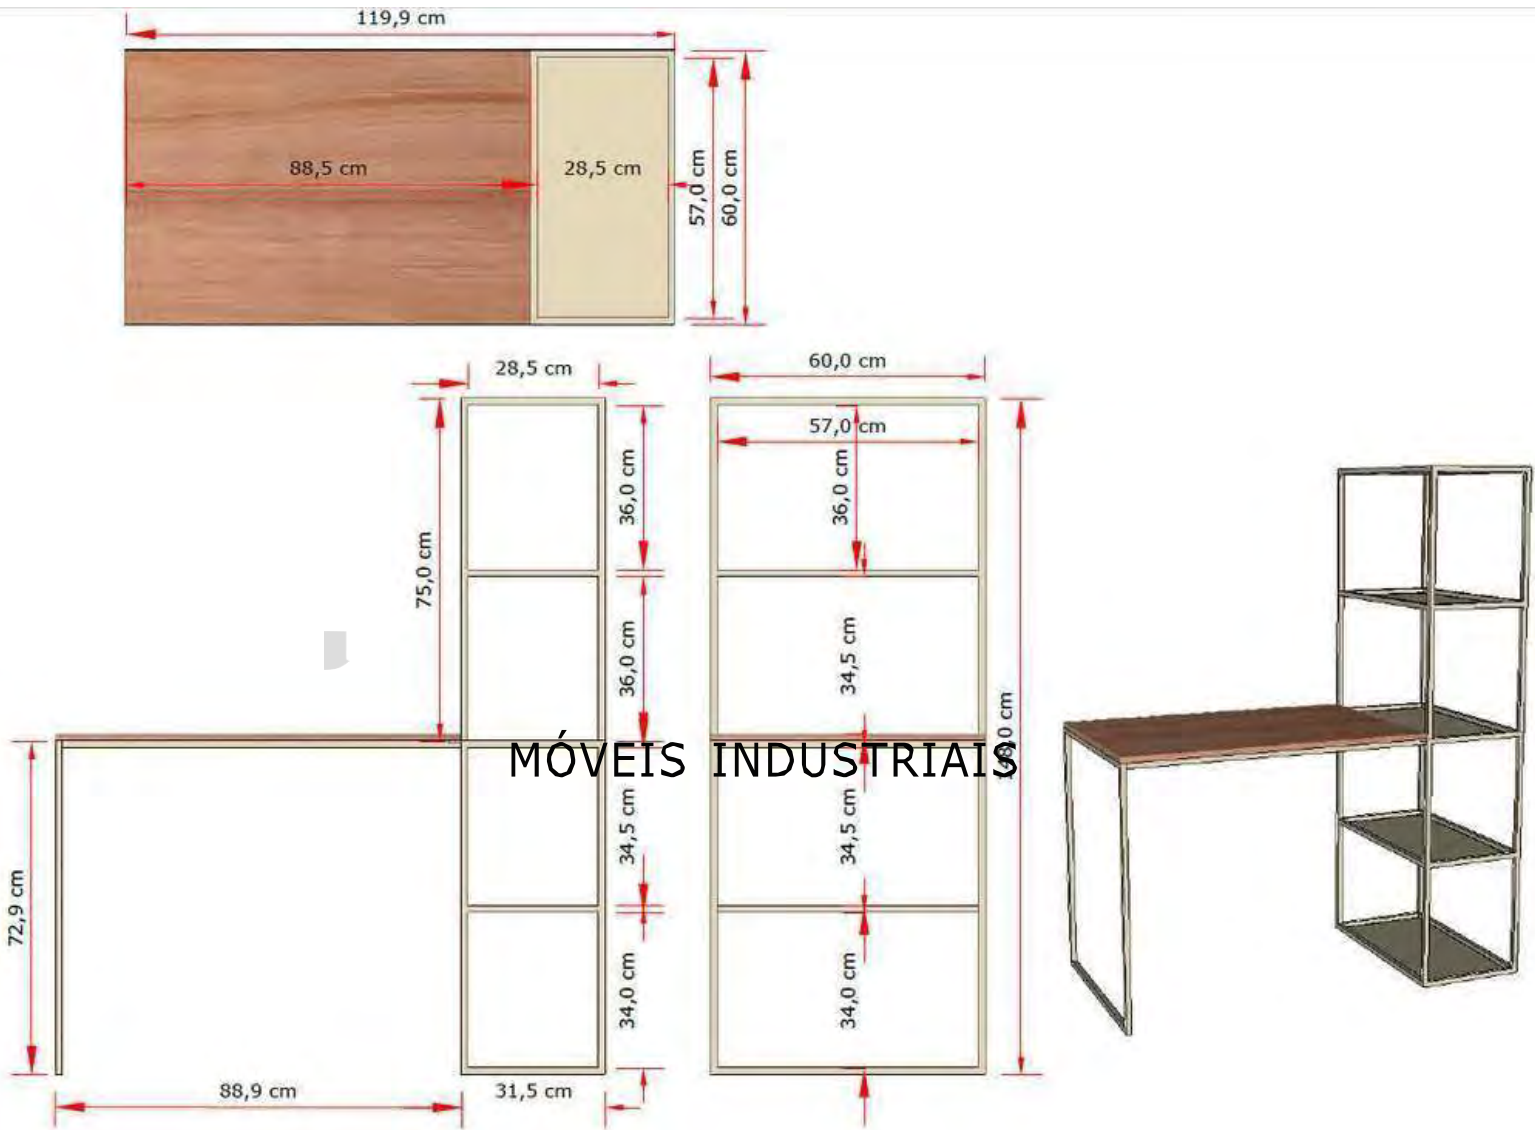 119,9 cm
88,5 cm
28,5 cm
57,0 cm
60,0 cm
28,5 cm
60,0 cm
57,0 cm
36,0 cm
36,0 cm
75,0 cm
36,0 cm
34,5 cm
MÓVEIS INDUSTRIAIS
34,5 cm
34,5 cm
72,9 cm
34,0 cm
34,0 cm
88,9 cm
31,5 cm